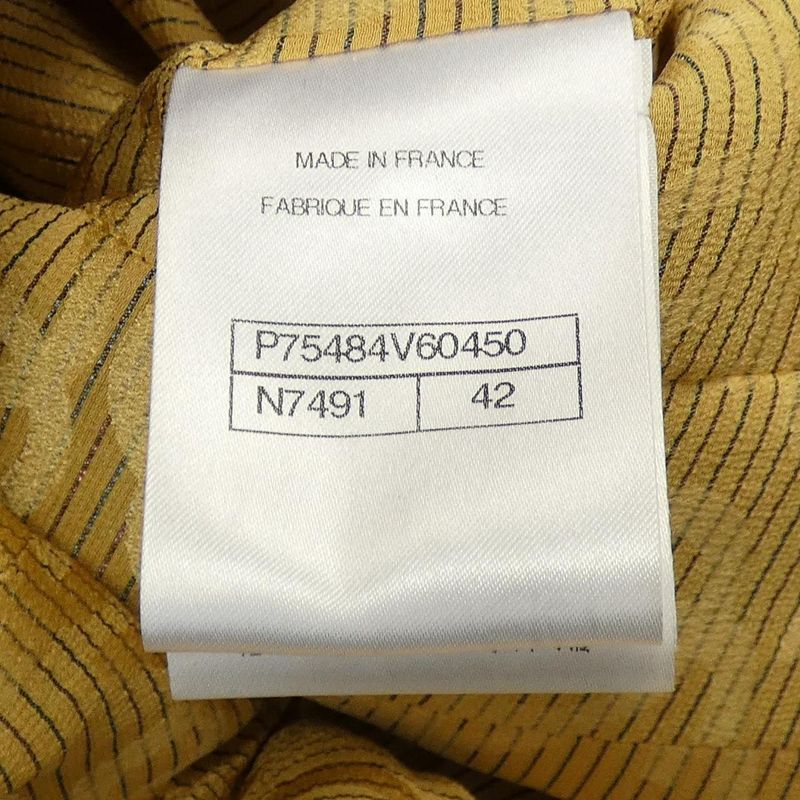 MADE IN FRANCE
FABRIQUE EN FRANCE
P75484V60450
N7491 42